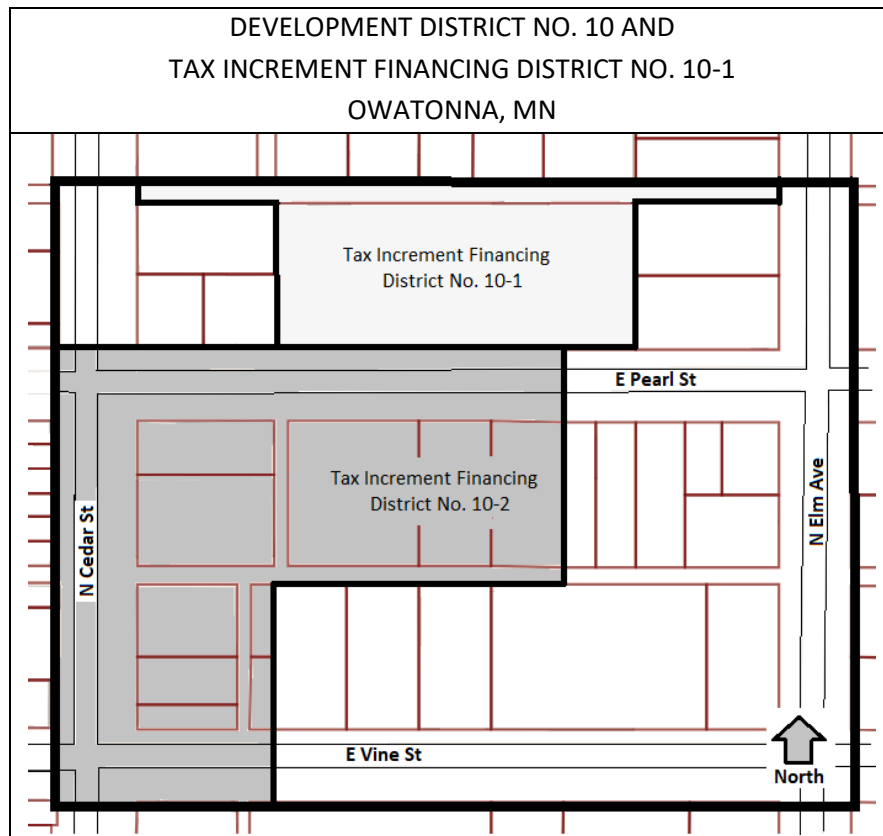 DEVELOPMENT DISTRICT NO. 10 AND
TAX INCREMENT FINANCING DISTRICT NO. 10-1
OWATONNA, MN
Tax Increment Financing
District No. 10-1
E Pearl St
Tax Increment Financing
District No. 10-2
N Cedar St
N Elm Ave
E Vine St
North